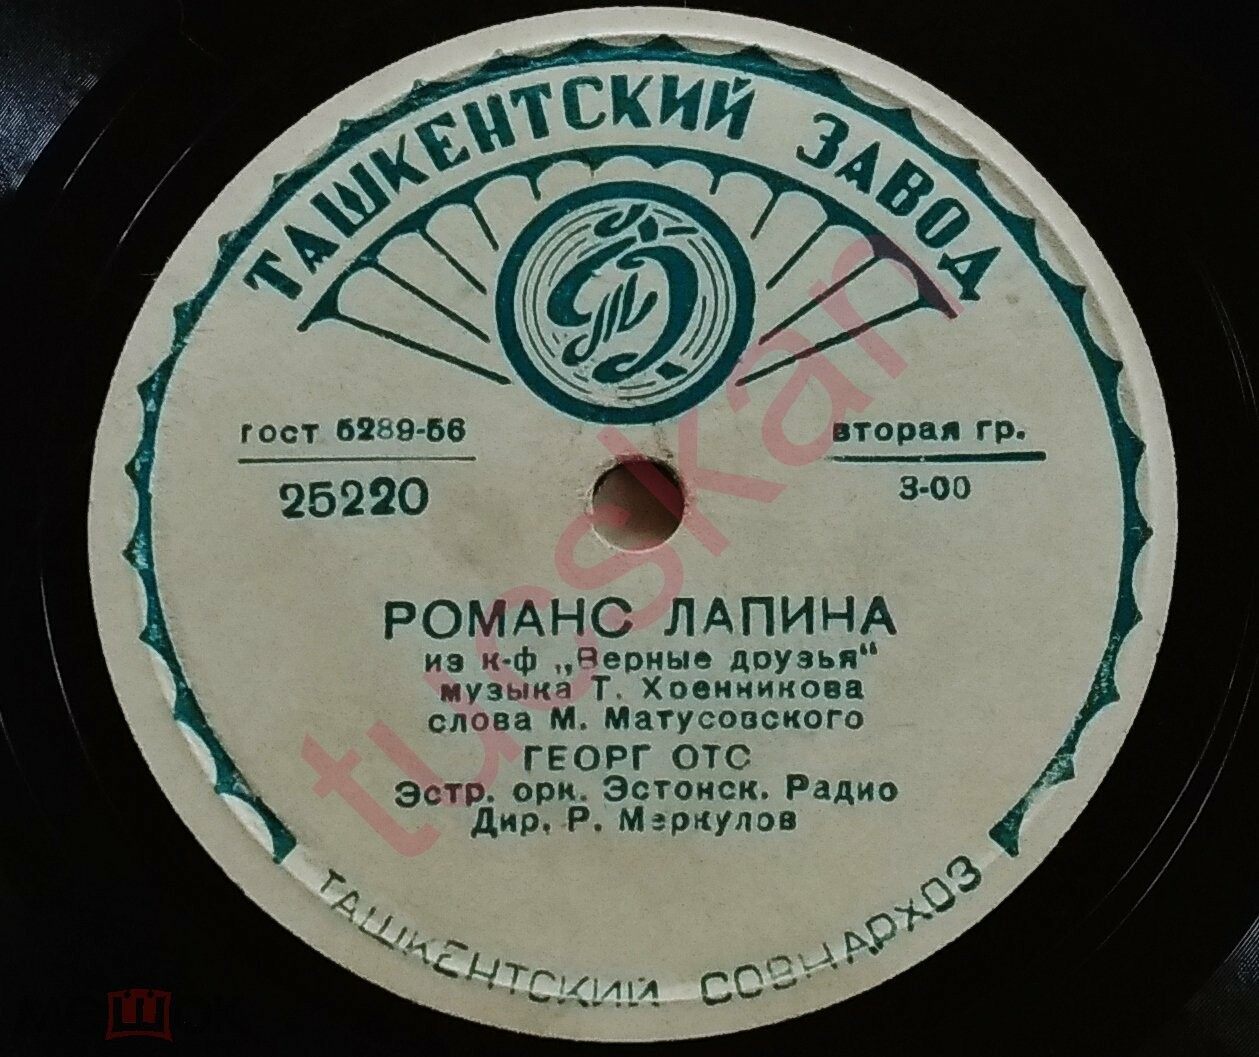 ТАШКЕНТСКИЙ ЗАВОД
гост 5289-56
25220
вторая гр.
3-00
РОМАНС ЛАПИНА
из к-ф „Верные друзья“
музыка Т. Хренникова
слова М. Матусовского
ГЕОРГ ОТС
Эстр. орк. Эстонск. Радио
Дир. Р. Меркулов
ТАШКЕНТСКИЙ СОВНАРХОЗ
tucskan